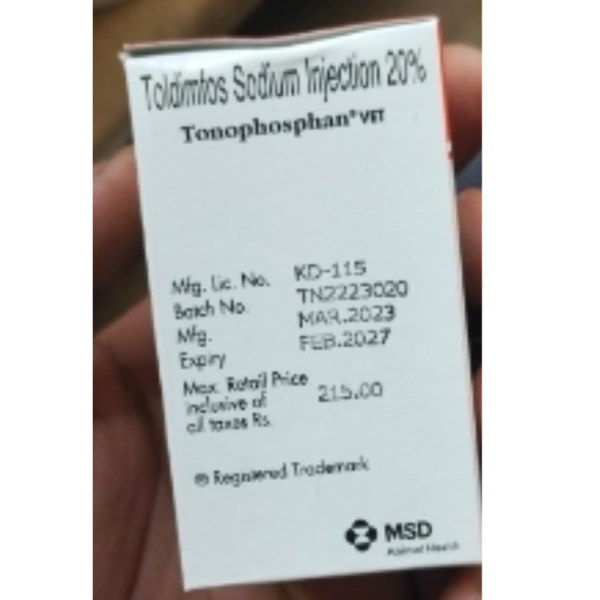 Toldimfos Sodium Injection 20%
Tonophosphan® VET
Mfg. Lic. No. KD-115
Batch No. TN2223020
Mfg. MAR.2023
Expiry FEB.2027
Max. Retail Price
inclusive of 215.00
all taxes Rs.
® Registered Trademark
MSD
Animal Health